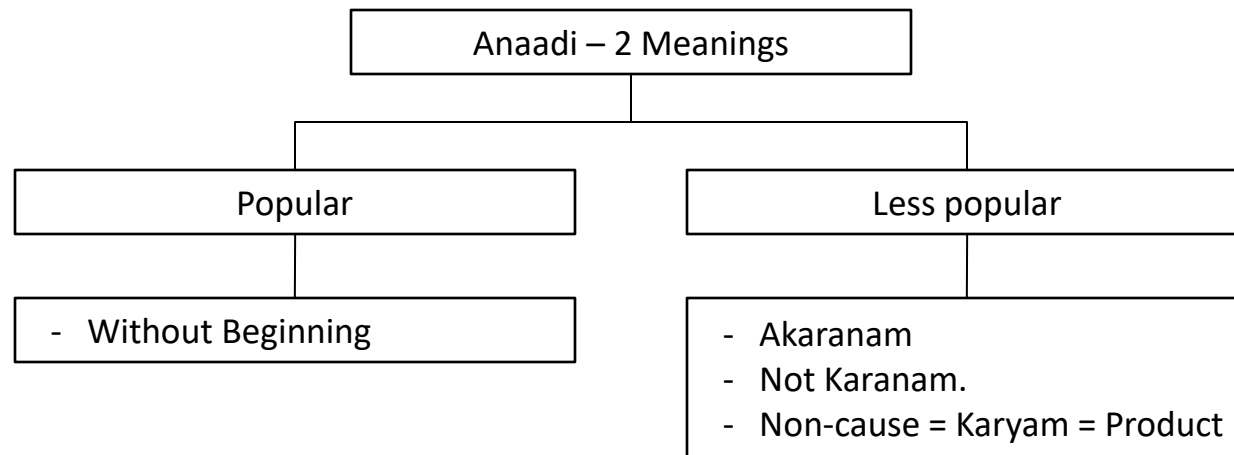 Anaadi – 2 Meanings
Popular
Less popular
- Without Beginning
- Akaranam
- Not Karanam.
- Non-cause = Karyam = Product